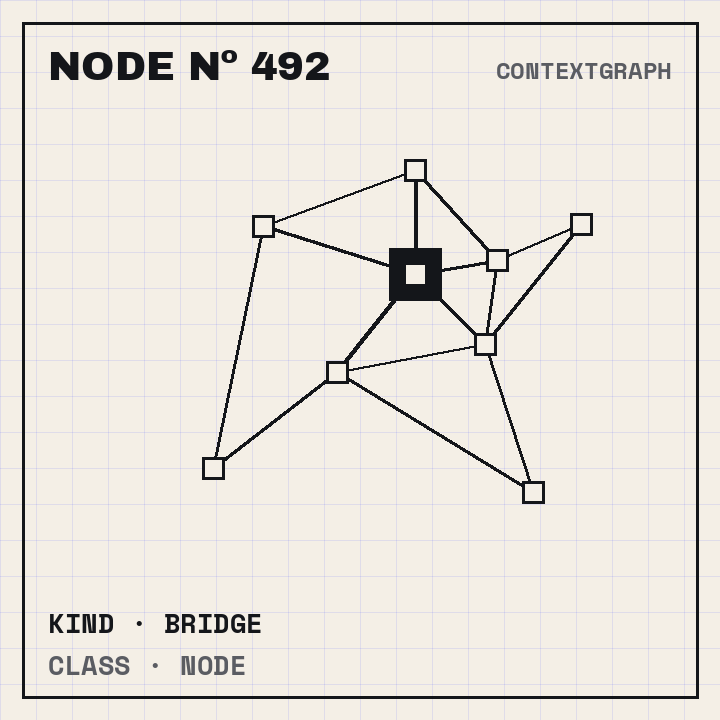 NODE Nº 492
CONTEXTGRAPH
KIND · BRIDGE
CLASS · NODE